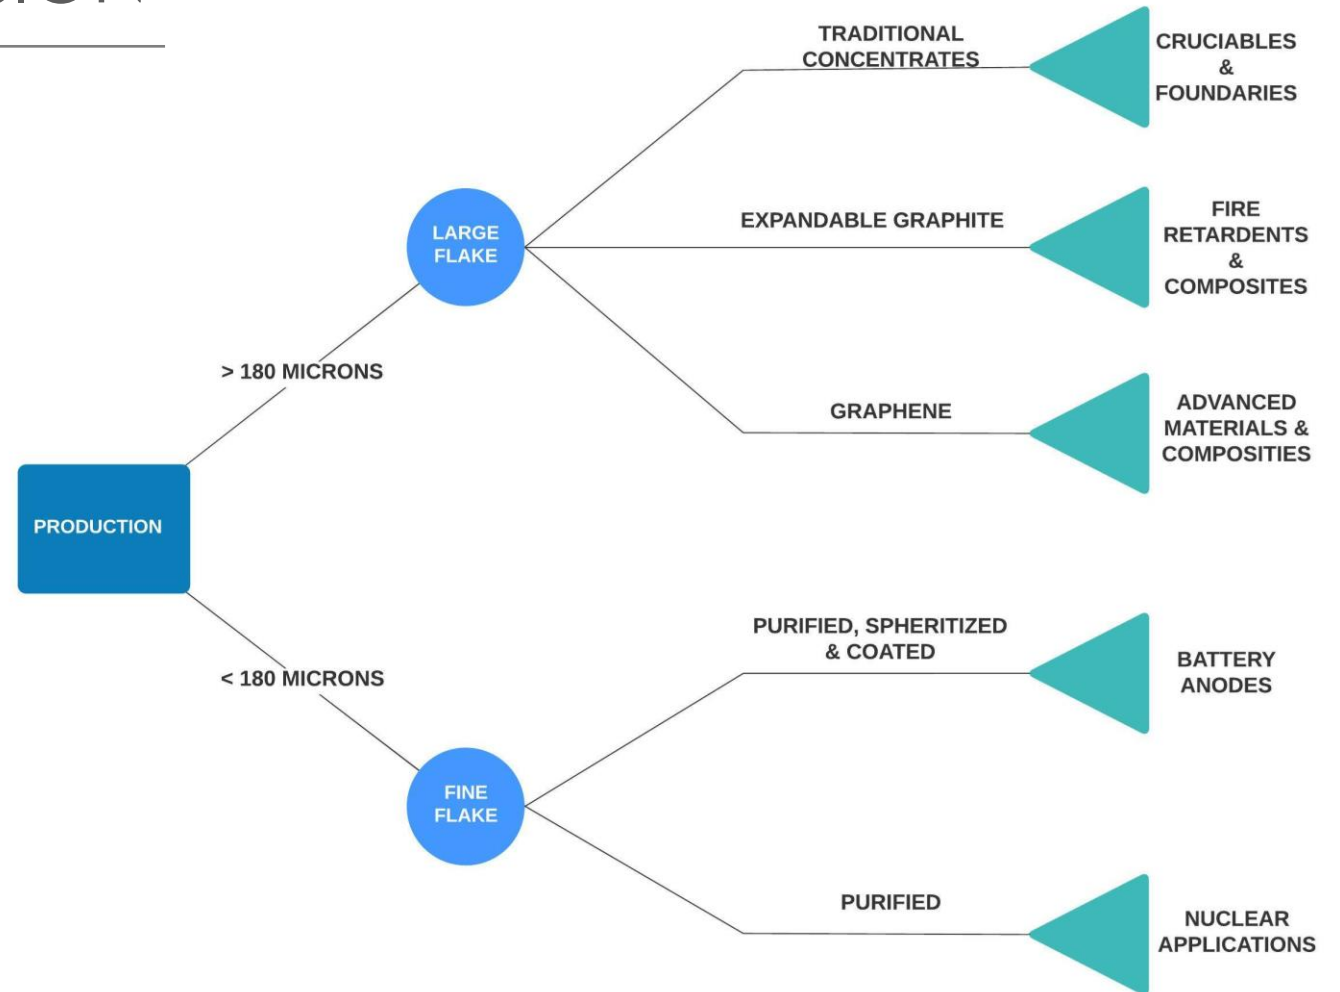 TRADITIONAL
CONCENTRATES
CRUCIABLES
&
FOUNDARIES
LARGE
FLAKE
EXPANDABLE GRAPHITE
FIRE
RETARDENTS
&
COMPOSITES
> 180 MICRONS
GRAPHENE
ADVANCED
MATERIALS &
COMPOSITIES
PRODUCTION
PURIFIED, SPHERITIZED
& COATED
BATTERY
ANODES
< 180 MICRONS
FINE
FLAKE
PURIFIED
NUCLEAR
APPLICATIONS